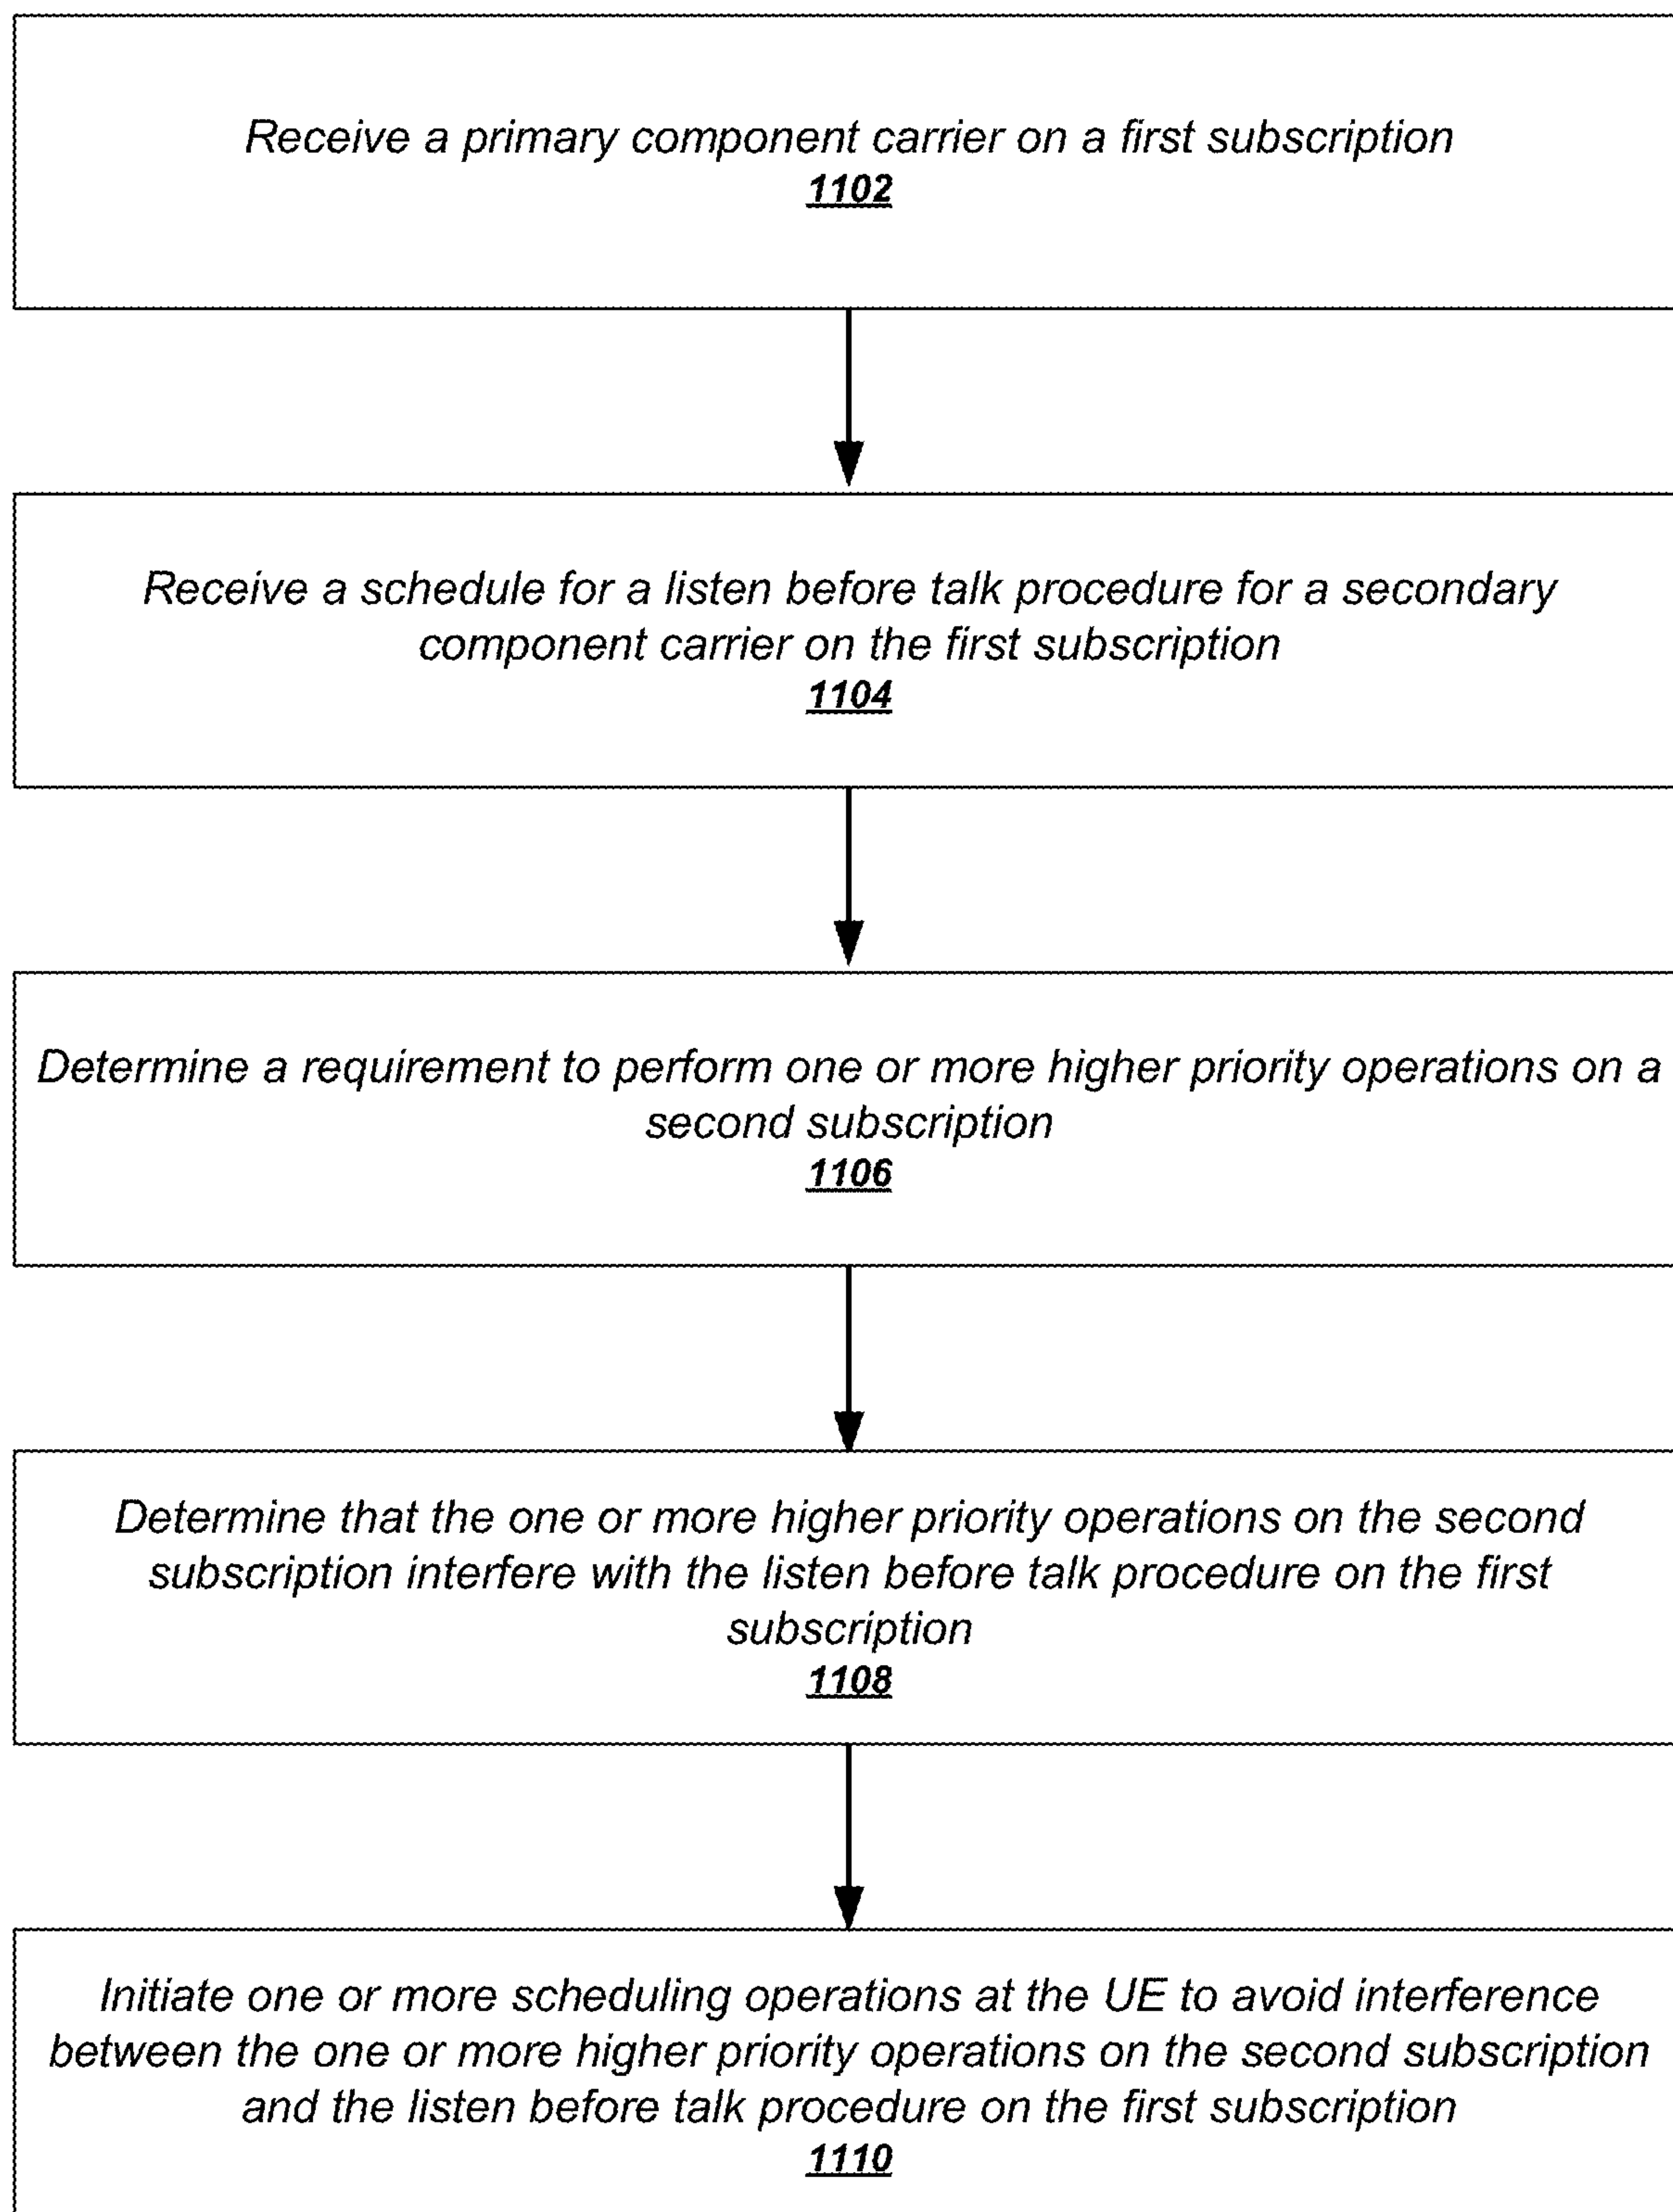 Receive a primary component carrier on a first subscription
1102
Receive a schedule for a listen before talk procedure for a secondary
component carrier on the first subscription
1104
Determine a requirement to perform one or more higher priority operations on a
second subscription
1106
Determine that the one or more higher priority operations on the second
subscription interfere with the listen before talk procedure on the first
subscription
1108
Initiate one or more scheduling operations at the UE to avoid interference
between the one or more higher priority operations on the second subscription
and the listen before talk procedure on the first subscription
1110